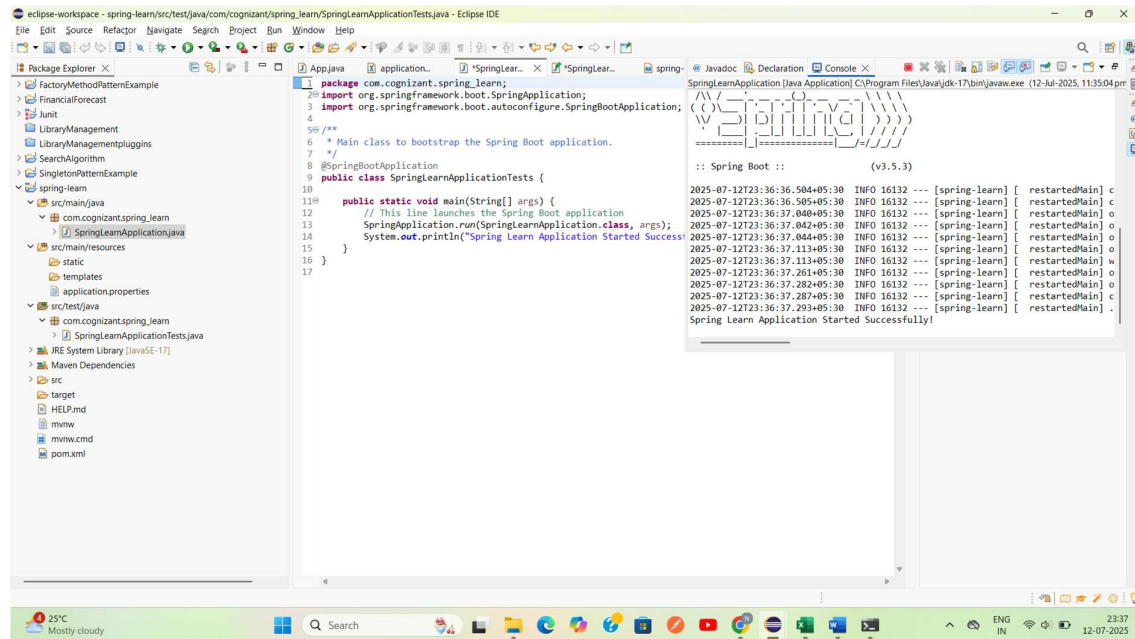 eclipse-workspace - spring-learn/src/test/java/com/cognizant/spring_learn/SpringLearnApplicationTests.java - Eclipse IDE
File Edit Source Refactor Navigate Search Project Run Window Help
Package Explorer
FactoryMethodPatternExample
FinancialForecast
Junit
LibraryManagement
LibraryManagementpluggins
SearchAlgorithm
SingletonPatternExample
spring-learn
src/main/java
com.cognizant.spring_learn
SpringLearnApplication.java
src/main/resources
static
templates
application.properties
src/test/java
com.cognizant.spring_learn
SpringLearnApplicationTests.java
JRE System Library [JavaSE-17]
Maven Dependencies
src
target
HELP.md
mvnw
mvnw.cmd
pom.xml
App.java application... *SpringLear... *SpringLear... spring-
1 package com.cognizant.spring_learn;
2 import org.springframework.boot.SpringApplication;
3 import org.springframework.boot.autoconfigure.SpringBootApplication;
4
5 /**
6 * Main class to bootstrap the Spring Boot application.
7 */
8 @SpringBootApplication
9 public class SpringLearnApplicationTests {
10
11 public static void main(String[] args) {
12 // This line launches the Spring Boot application
13 SpringApplication.run(SpringLearnApplication.class, args);
14 System.out.println("Spring Learn Application Started Success
15 }
16 }
17
Javadoc Declaration Console
SpringLearnApplication [Java Application] C:\Program Files\Java\jdk-17\bin\javaw.exe (12-Jul-2025, 11:35:04 pm
:: Spring Boot :: (v3.5.3)
2025-07-12T23:36:36.504+05:30 INFO 16132 --- [spring-learn] [ restartedMain] c
2025-07-12T23:36:36.505+05:30 INFO 16132 --- [spring-learn] [ restartedMain] c
2025-07-12T23:36:37.040+05:30 INFO 16132 --- [spring-learn] [ restartedMain] o
2025-07-12T23:36:37.042+05:30 INFO 16132 --- [spring-learn] [ restartedMain] o
2025-07-12T23:36:37.044+05:30 INFO 16132 --- [spring-learn] [ restartedMain] o
2025-07-12T23:36:37.113+05:30 INFO 16132 --- [spring-learn] [ restartedMain] o
2025-07-12T23:36:37.113+05:30 INFO 16132 --- [spring-learn] [ restartedMain] w
2025-07-12T23:36:37.261+05:30 INFO 16132 --- [spring-learn] [ restartedMain] o
2025-07-12T23:36:37.282+05:30 INFO 16132 --- [spring-learn] [ restartedMain] o
2025-07-12T23:36:37.287+05:30 INFO 16132 --- [spring-learn] [ restartedMain] c
2025-07-12T23:36:37.293+05:30 INFO 16132 --- [spring-learn] [ restartedMain] .
Spring Learn Application Started Successfully!
4
25°C
Mostly cloudy
Search
ENG
IN
23:37
12-07-2025